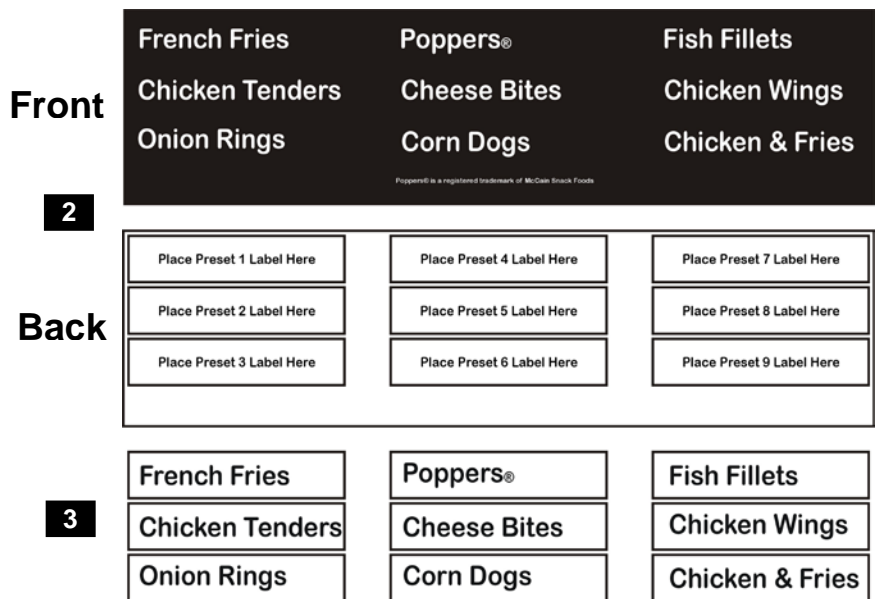 French Fries Poppers® Fish Fillets
Front
Chicken Tenders Cheese Bites Chicken Wings
Onion Rings Corn Dogs Chicken & Fries
Poppers® is a registered trademark of McCain Snack Foods
2
Place Preset 1 Label Here Place Preset 4 Label Here Place Preset 7 Label Here
Place Preset 2 Label Here Place Preset 5 Label Here Place Preset 8 Label Here
Back
Place Preset 3 Label Here Place Preset 6 Label Here Place Preset 9 Label Here
French Fries Poppers® Fish Fillets
3
Chicken Tenders Cheese Bites Chicken Wings
Onion Rings Corn Dogs Chicken & Fries